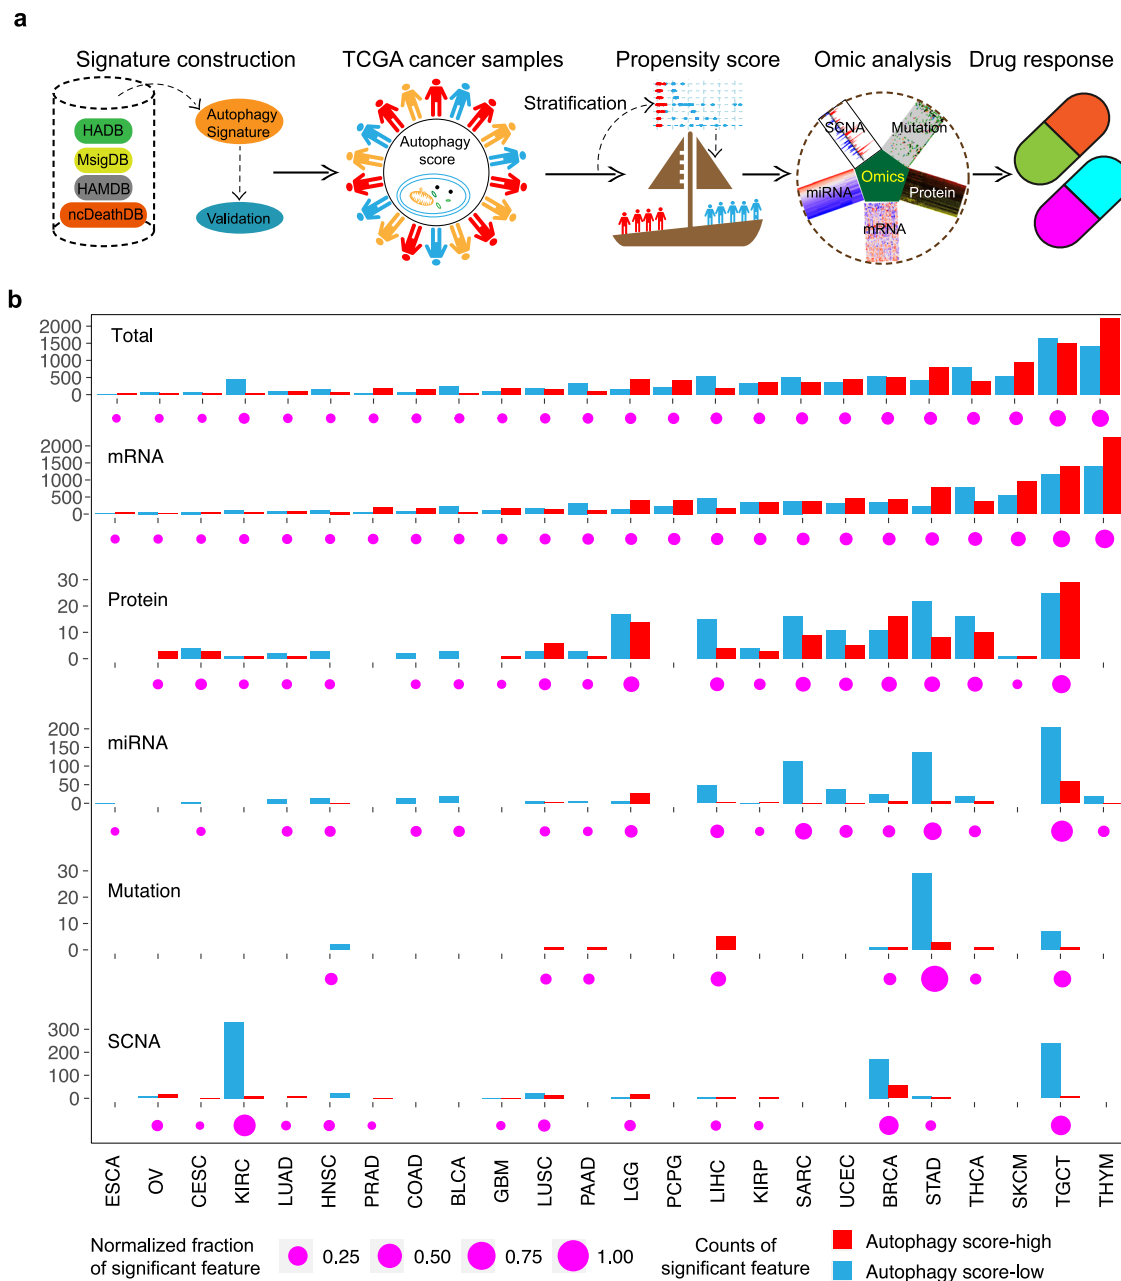 a
Signature construction
TCGA cancer samples
Propensity score
Omic analysis
Drug response
HADB
MsigDB
HAMDB
ncDeathDB
Autophagy
Signature
Validation
Autophagy
score
Stratification
SCNA
Mutation
Omics
miRNA
Protein
mRNA
b
Total
2000
1500
1000
500
0
mRNA
2000
1500
1000
500
0
Protein
30
20
10
0
miRNA
200
150
100
50
0
Mutation
30
20
10
0
SCNA
300
200
100
0
ESCA
OV
CESC
KIRC
LUAD
HNSC
PRAD
COAD
BLCA
GBM
LUSC
PAAD
LGG
PCPG
LIHC
KIRP
SARC
UCEC
BRCA
STAD
THCA
SKCM
TGCT
THYM
Normalized fraction
of significant feature
0.25
0.50
0.75
1.00
Counts of
significant feature
Autophagy score-high
Autophagy score-low